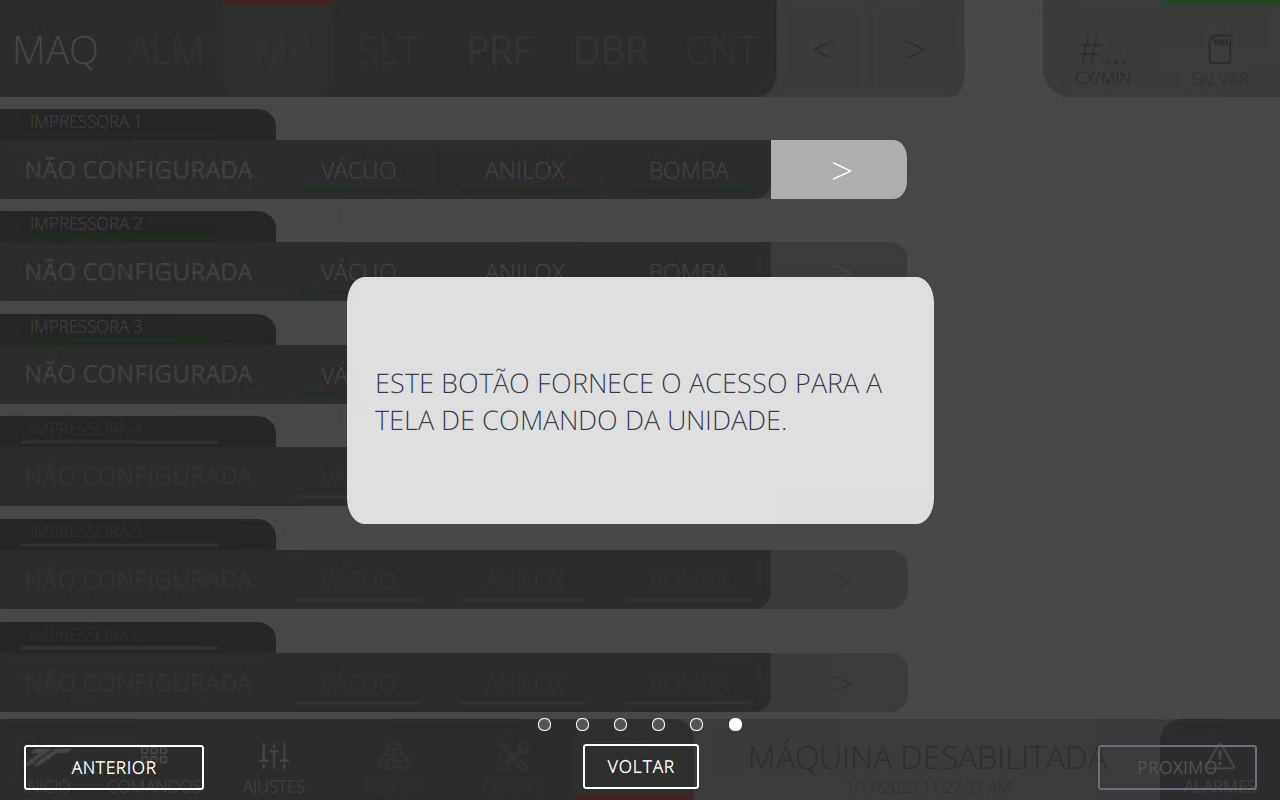 MAQ ALM IMP SLT PRF DBR CNT < > #... CX/MIN SALVAR
IMPRESSORA 1
NÃO CONFIGURADA VÁCUO ANILOX BOMBA >
IMPRESSORA 2
NÃO CONFIGURADA VÁCUO ANILOX BOMBA >
IMPRESSORA 3
NÃO CONFIGURADA
ESTE BOTÃO FORNECE O ACESSO PARA A
TELA DE COMANDO DA UNIDADE.
IMPRESSORA 4
NÃO CONFIGURADA
IMPRESSORA 5
NÃO CONFIGURADA VÁCUO ANILOX BOMBA >
IMPRESSORA 6
NÃO CONFIGURADA VÁCUO ANILOX BOMBA >
ANTERIOR VOLTAR PROXIMO
INICIO COMANDOS AJUSTES PEDIDO CONFIG MÁQUINA DESABILITADA ALARMES
1/17/2023 11:27:37 AM